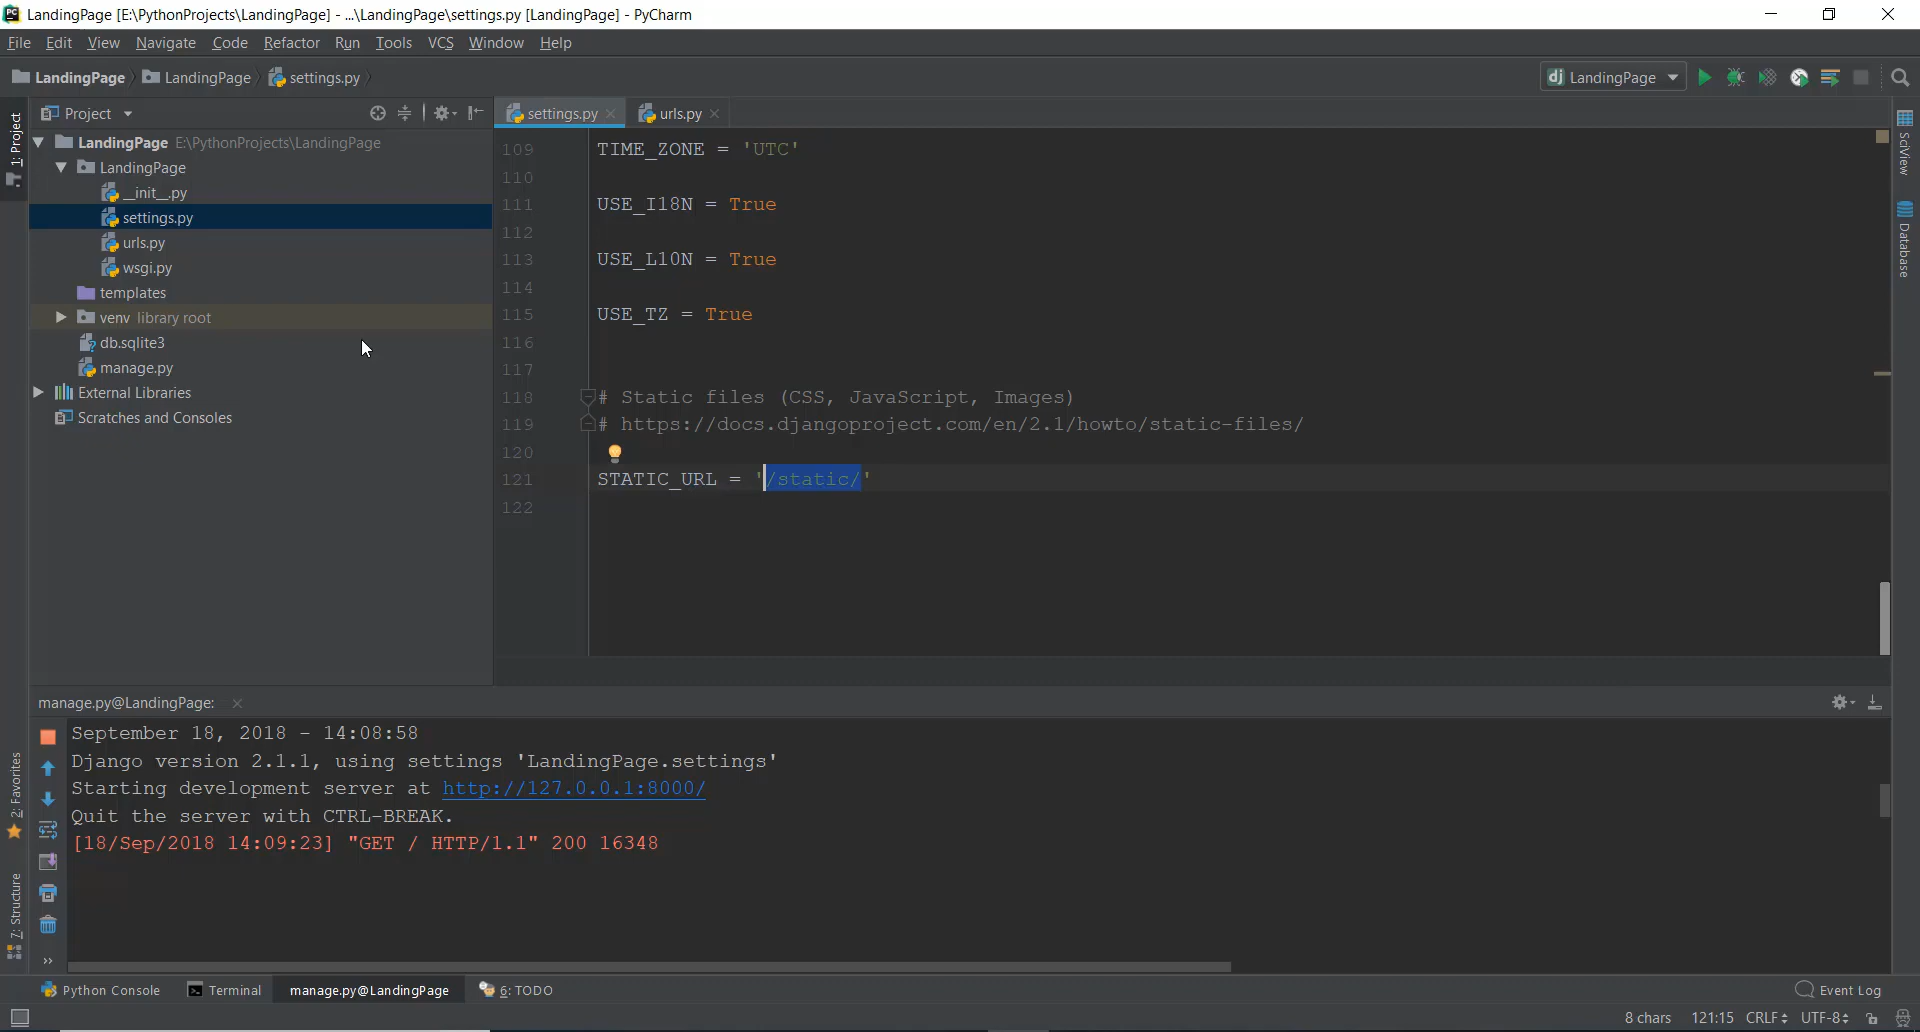 LandingPage [E:\PythonProjects\LandingPage] - ...\LandingPage\settings.py [LandingPage] - PyCharm
File Edit View Navigate Code Refactor Run Tools VCS Window Help
LandingPage LandingPage settings.py
dj LandingPage
1: Project
Project
LandingPage E:\PythonProjects\LandingPage
LandingPage
__init__.py
settings.py
urls.py
wsgi.py
templates
venv library root
db.sqlite3
manage.py
External Libraries
Scratches and Consoles
settings.py urls.py
109 TIME_ZONE = 'UTC'
110
111 USE_I18N = True
112
113 USE_L10N = True
114
115 USE_TZ = True
116
117
118 # Static files (CSS, JavaScript, Images)
119 # https://docs.djangoproject.com/en/2.1/howto/static-files/
120
121 STATIC_URL = '/static/'
122
SciView
Database
manage.py@LandingPage:
September 18, 2018 - 14:08:58
Django version 2.1.1, using settings 'LandingPage.settings'
Starting development server at http://127.0.0.1:8000/
Quit the server with CTRL-BREAK.
[18/Sep/2018 14:09:23] "GET / HTTP/1.1" 200 16348
2: Favorites
7: Structure
Python Console Terminal manage.py@LandingPage 6: TODO Event Log
8 chars 121:15 CRLF UTF-8